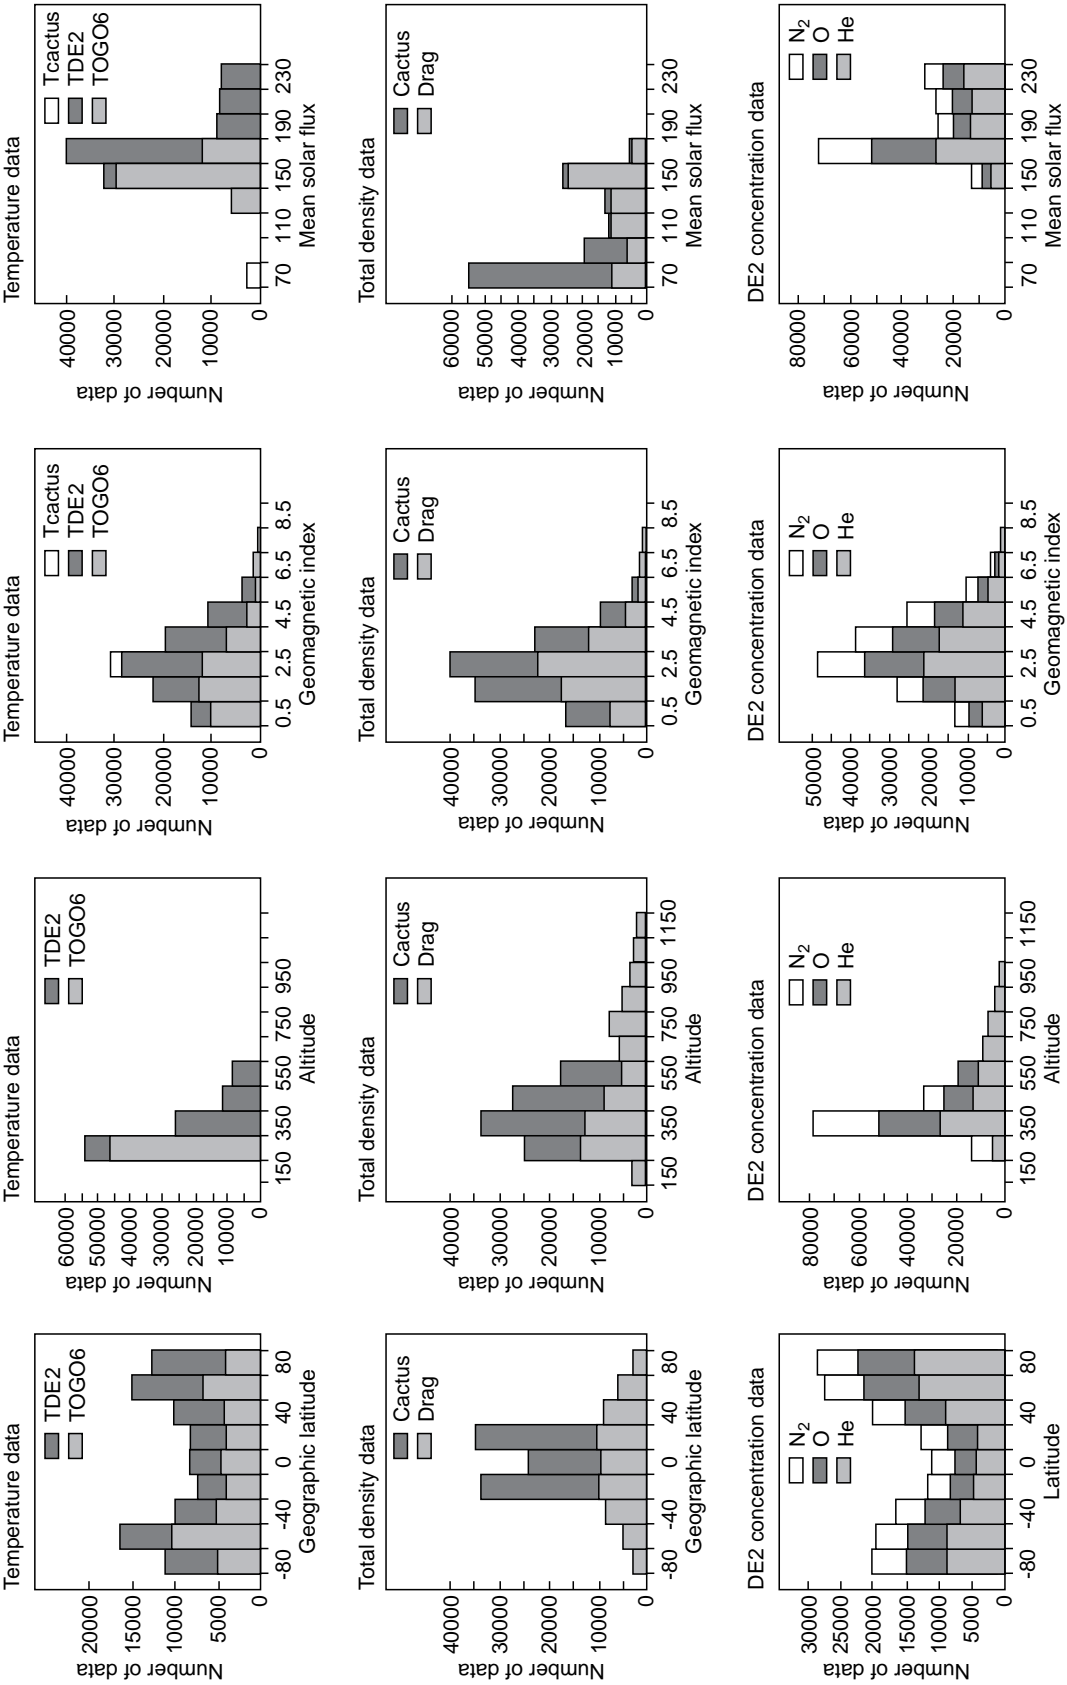 Temperature data
Number of data
20000
15000
10000
5000
0
TDE2
TOGO6
-80 -40 0 40 80
Geographic latitude
Temperature data
Number of data
60000
50000
40000
30000
20000
10000
0
TDE2
TOGO6
150 350 550 750 950
Altitude
Temperature data
Number of data
40000
30000
20000
10000
0
Tcactus
TDE2
TOGO6
0.5 2.5 4.5 6.5 8.5
Geomagnetic index
Temperature data
Number of data
40000
30000
20000
10000
0
Tcactus
TDE2
TOGO6
70 110 150 190 230
Mean solar flux
Total density data
Number of data
40000
30000
20000
10000
0
Cactus
Drag
-80 -40 0 40 80
Geographic latitude
Total density data
Number of data
40000
30000
20000
10000
0
Cactus
Drag
150 350 550 750 950 1150
Altitude
Total density data
Number of data
40000
30000
20000
10000
0
Cactus
Drag
0.5 2.5 4.5 6.5 8.5
Geomagnetic index
Total density data
Number of data
60000
50000
40000
30000
20000
10000
0
Cactus
Drag
70 110 150 190 230
Mean solar flux
DE2 concentration data
Number of data
30000
25000
20000
15000
10000
5000
0
N₂
O
He
-80 -40 0 40 80
Latitude
DE2 concentration data
Number of data
80000
60000
40000
20000
0
N₂
O
He
150 350 550 750 950 1150
Altitude
DE2 concentration data
Number of data
50000
40000
30000
20000
10000
0
N₂
O
He
0.5 2.5 4.5 6.5 8.5
Geomagnetic index
DE2 concentration data
Number of data
80000
60000
40000
20000
0
N₂
O
He
70 110 150 190 230
Mean solar flux